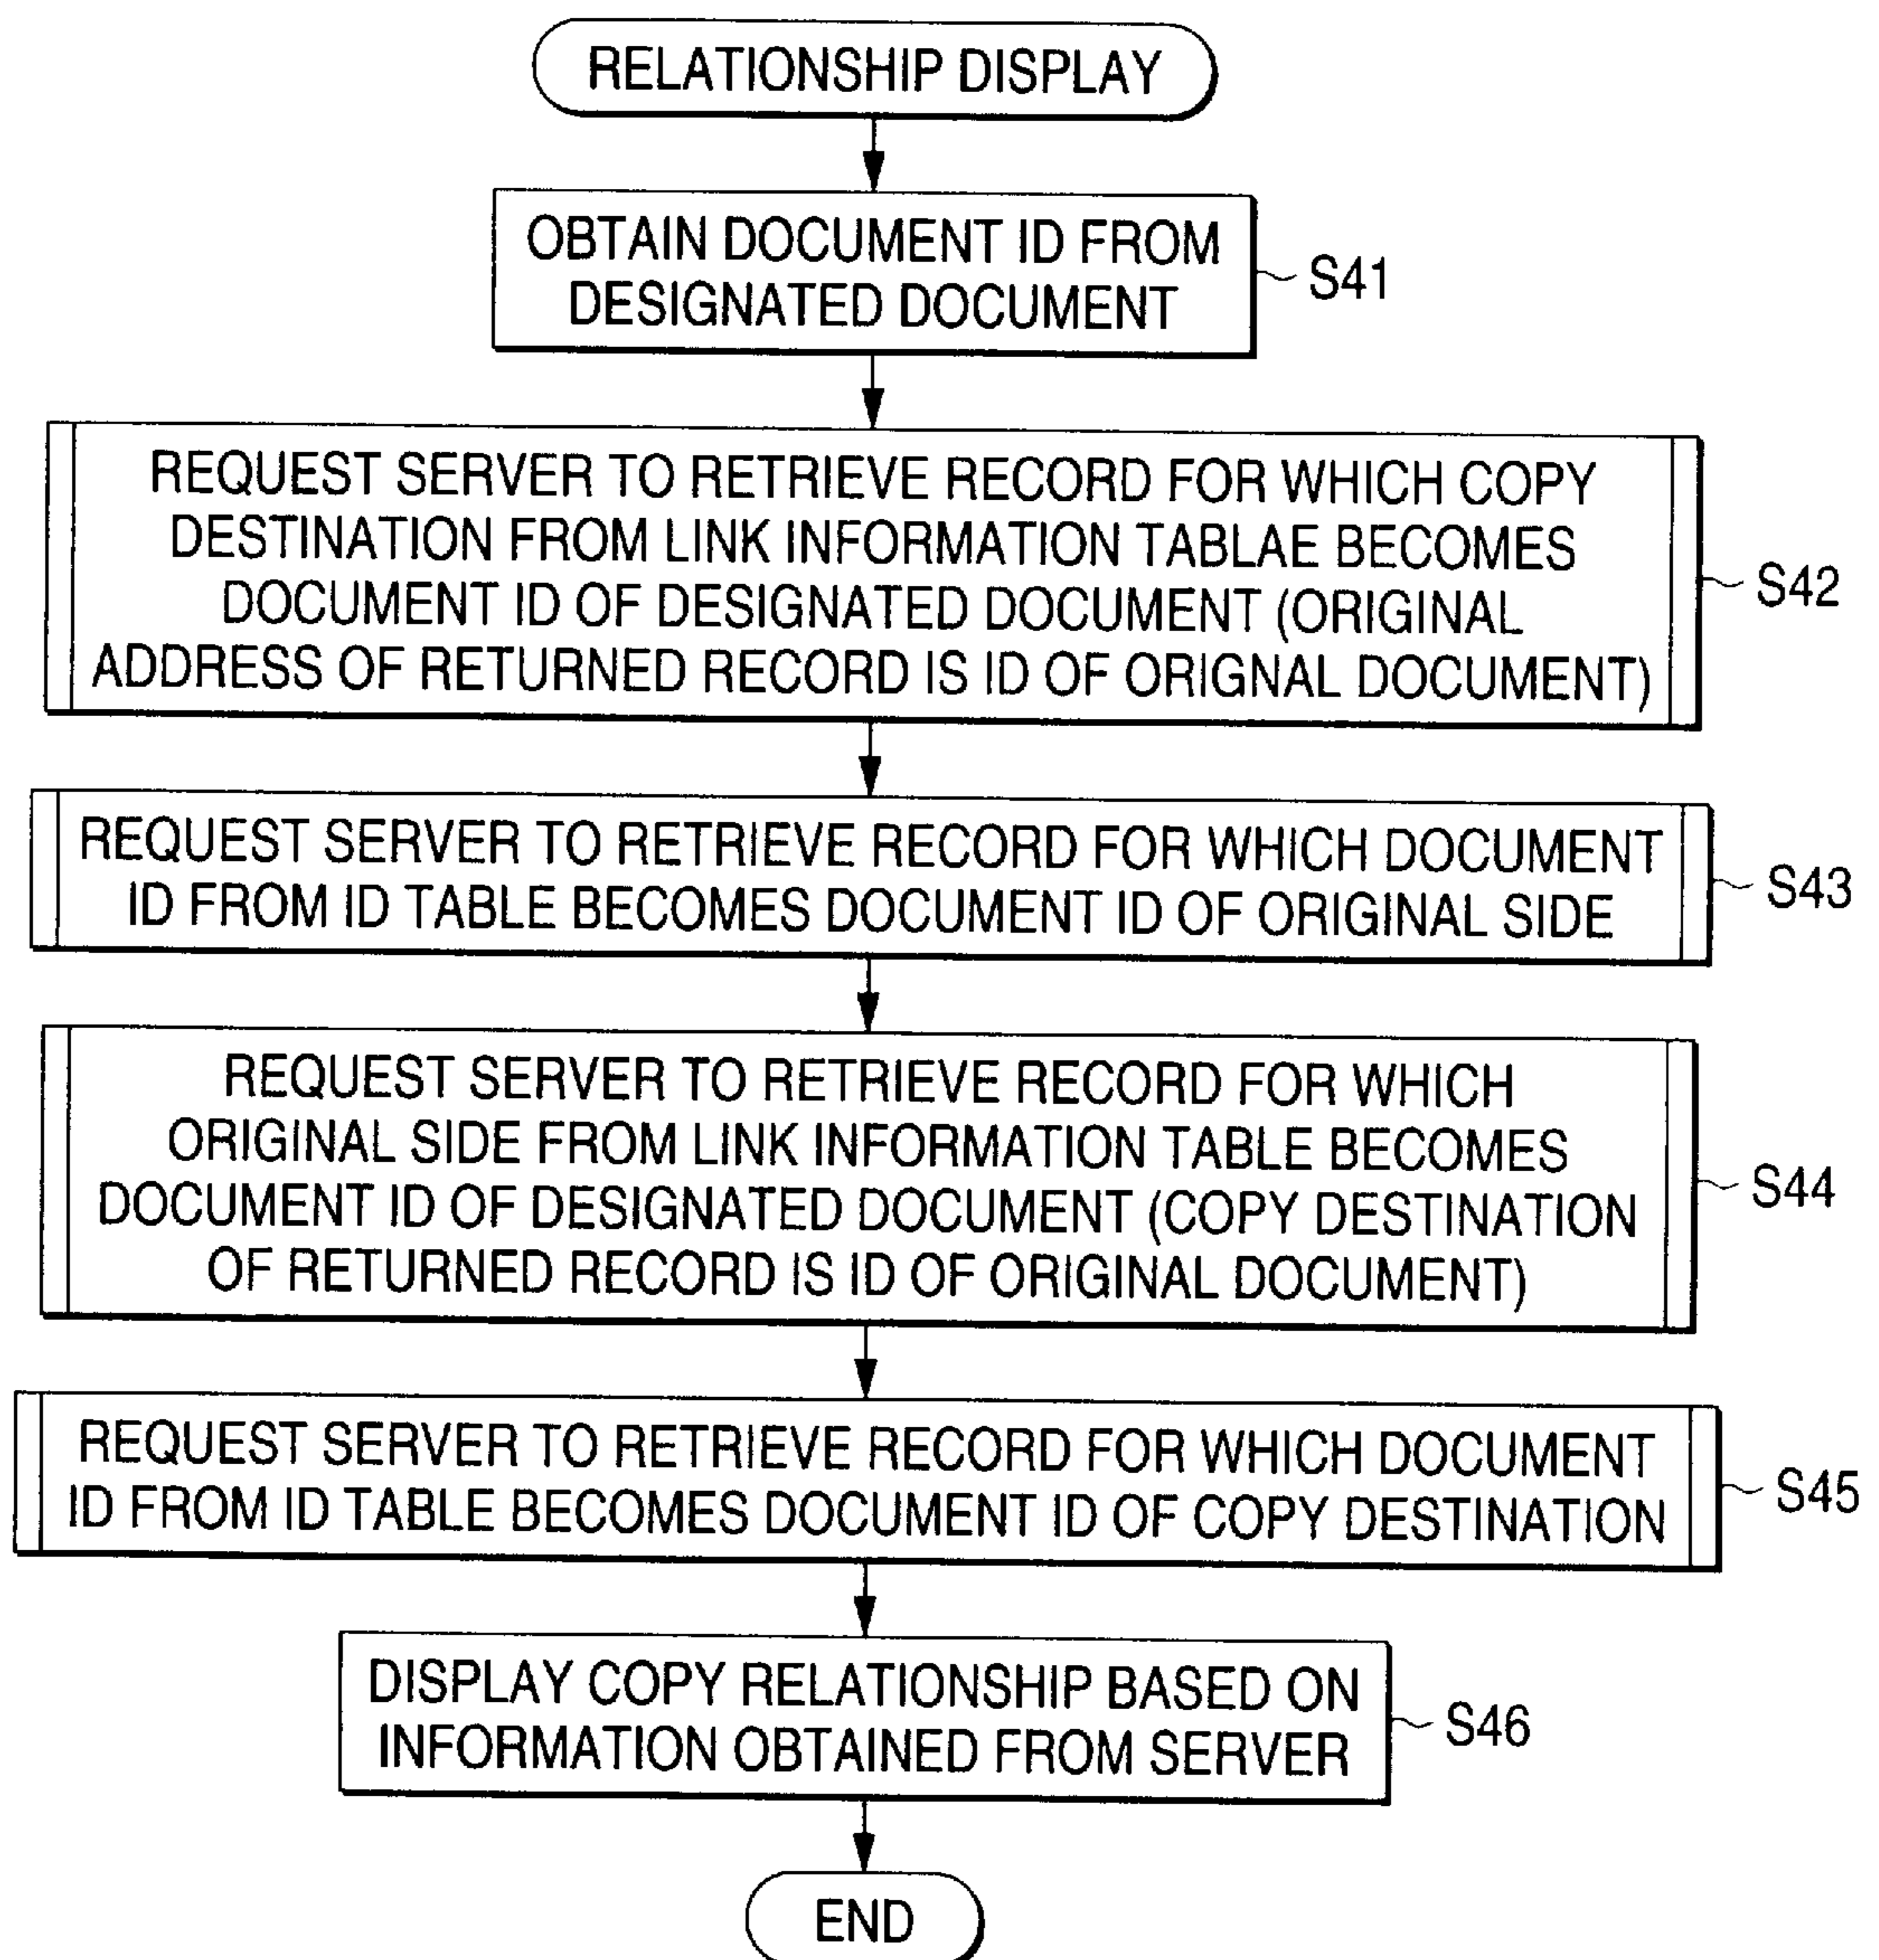 RELATIONSHIP DISPLAY
OBTAIN DOCUMENT ID FROM
DESIGNATED DOCUMENT
S41
REQUEST SERVER TO RETRIEVE RECORD FOR WHICH COPY
DESTINATION FROM LINK INFORMATION TABLAE BECOMES
DOCUMENT ID OF DESIGNATED DOCUMENT (ORIGINAL
ADDRESS OF RETURNED RECORD IS ID OF ORIGNAL DOCUMENT)
S42
REQUEST SERVER TO RETRIEVE RECORD FOR WHICH DOCUMENT
ID FROM ID TABLE BECOMES DOCUMENT ID OF ORIGINAL SIDE
S43
REQUEST SERVER TO RETRIEVE RECORD FOR WHICH
ORIGINAL SIDE FROM LINK INFORMATION TABLE BECOMES
DOCUMENT ID OF DESIGNATED DOCUMENT (COPY DESTINATION
OF RETURNED RECORD IS ID OF ORIGINAL DOCUMENT)
S44
REQUEST SERVER TO RETRIEVE RECORD FOR WHICH DOCUMENT
ID FROM ID TABLE BECOMES DOCUMENT ID OF COPY DESTINATION
S45
DISPLAY COPY RELATIONSHIP BASED ON
INFORMATION OBTAINED FROM SERVER
S46
END